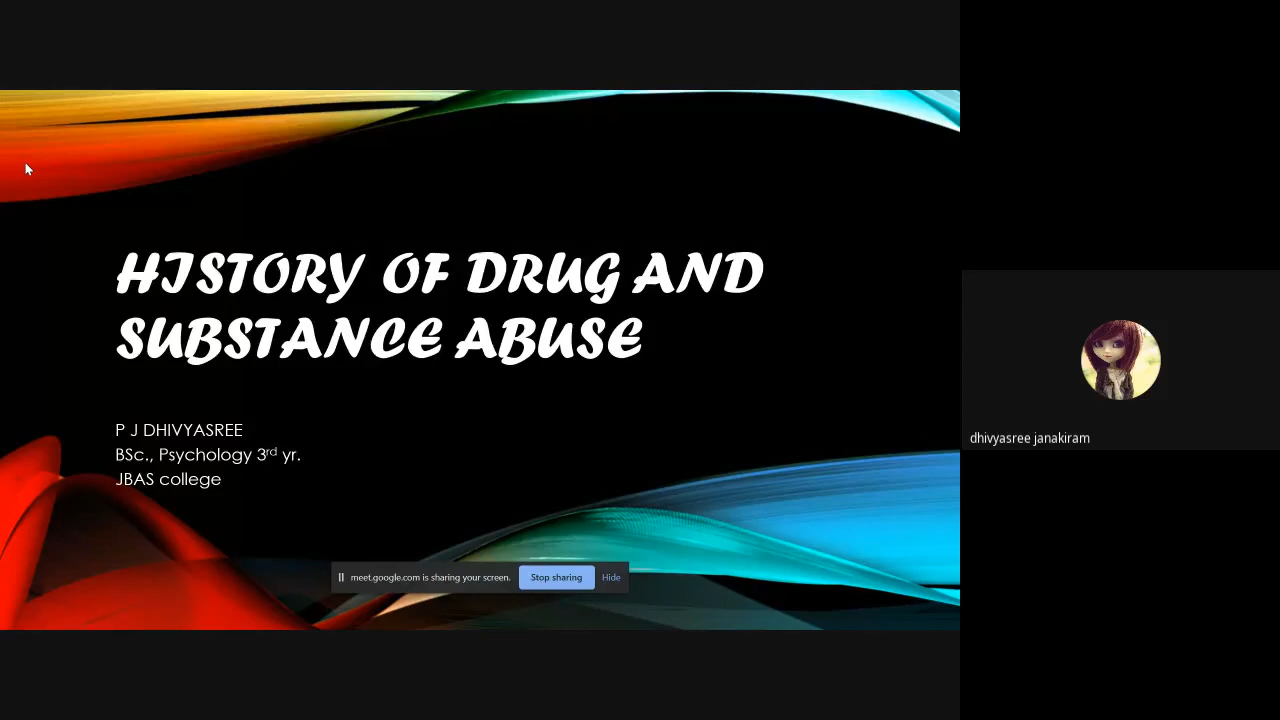 HISTORY OF DRUG AND
SUBSTANCE ABUSE
P J DHIVYASREE
BSc., Psychology 3rd yr.
JBAS college
meet.google.com is sharing your screen. Stop sharing Hide
dhivyasree janakiram